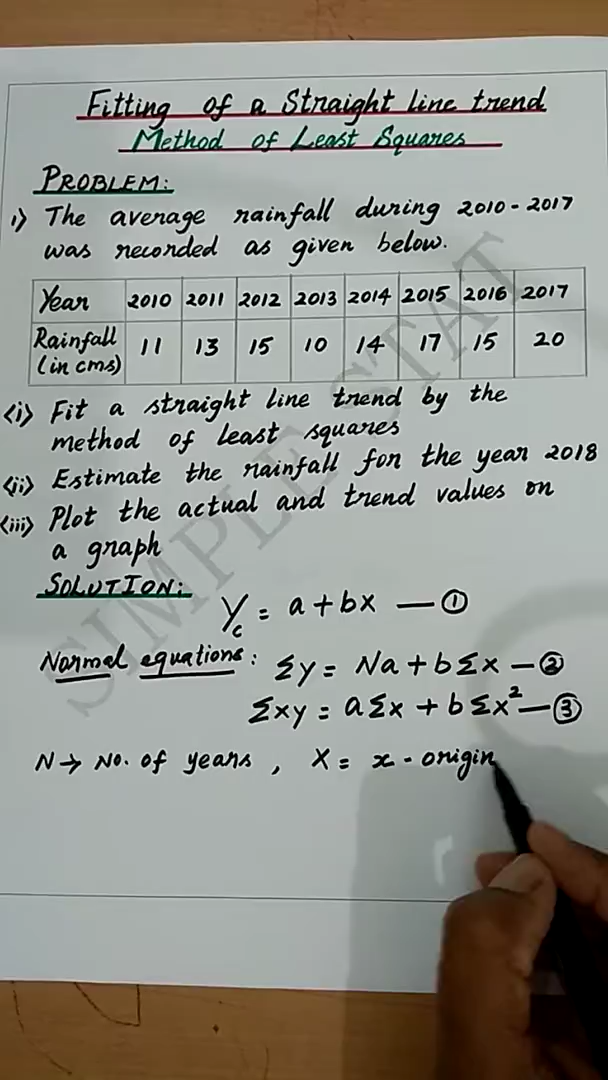 Fitting of a Straight line trend
Method of Least Squares
PROBLEM:
1) The average rainfall during 2010-2017
was recorded as given below.
Year 2010 2011 2012 2013 2014 2015 2016 2017
Rainfall (in cms) 11 13 15 10 14 17 15 20
(i) Fit a straight line trend by the
method of least squares
(ii) Estimate the rainfall for the year 2018
(iii) Plot the actual and trend values on
a graph
SOLUTION:
Yc = a+bx — ①
Normal equations: Σy = Na+bΣx — ②
Σxy = aΣx + bΣx² — ③
N → No. of years, X = x - origin
SIMPLE STAT